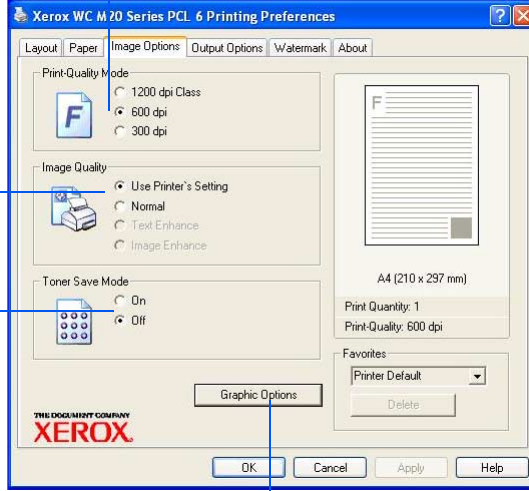 Xerox WC M20 Series PCL 6 Printing Preferences
Layout Paper Image Options Output Options Watermark About
Print-Quality Mode
F
1200 dpi Class
600 dpi
300 dpi
Image Quality
Use Printer's Setting
Normal
Text Enhance
Image Enhance
Toner Save Mode
On
Off
Graphic Options
THE DOCUMENT COMPANY
XEROX.
F
A4 (210 x 297 mm)
Print Quantity: 1
Print-Quality: 600 dpi
Favorites
Printer Default
Delete
OK Cancel Apply Help